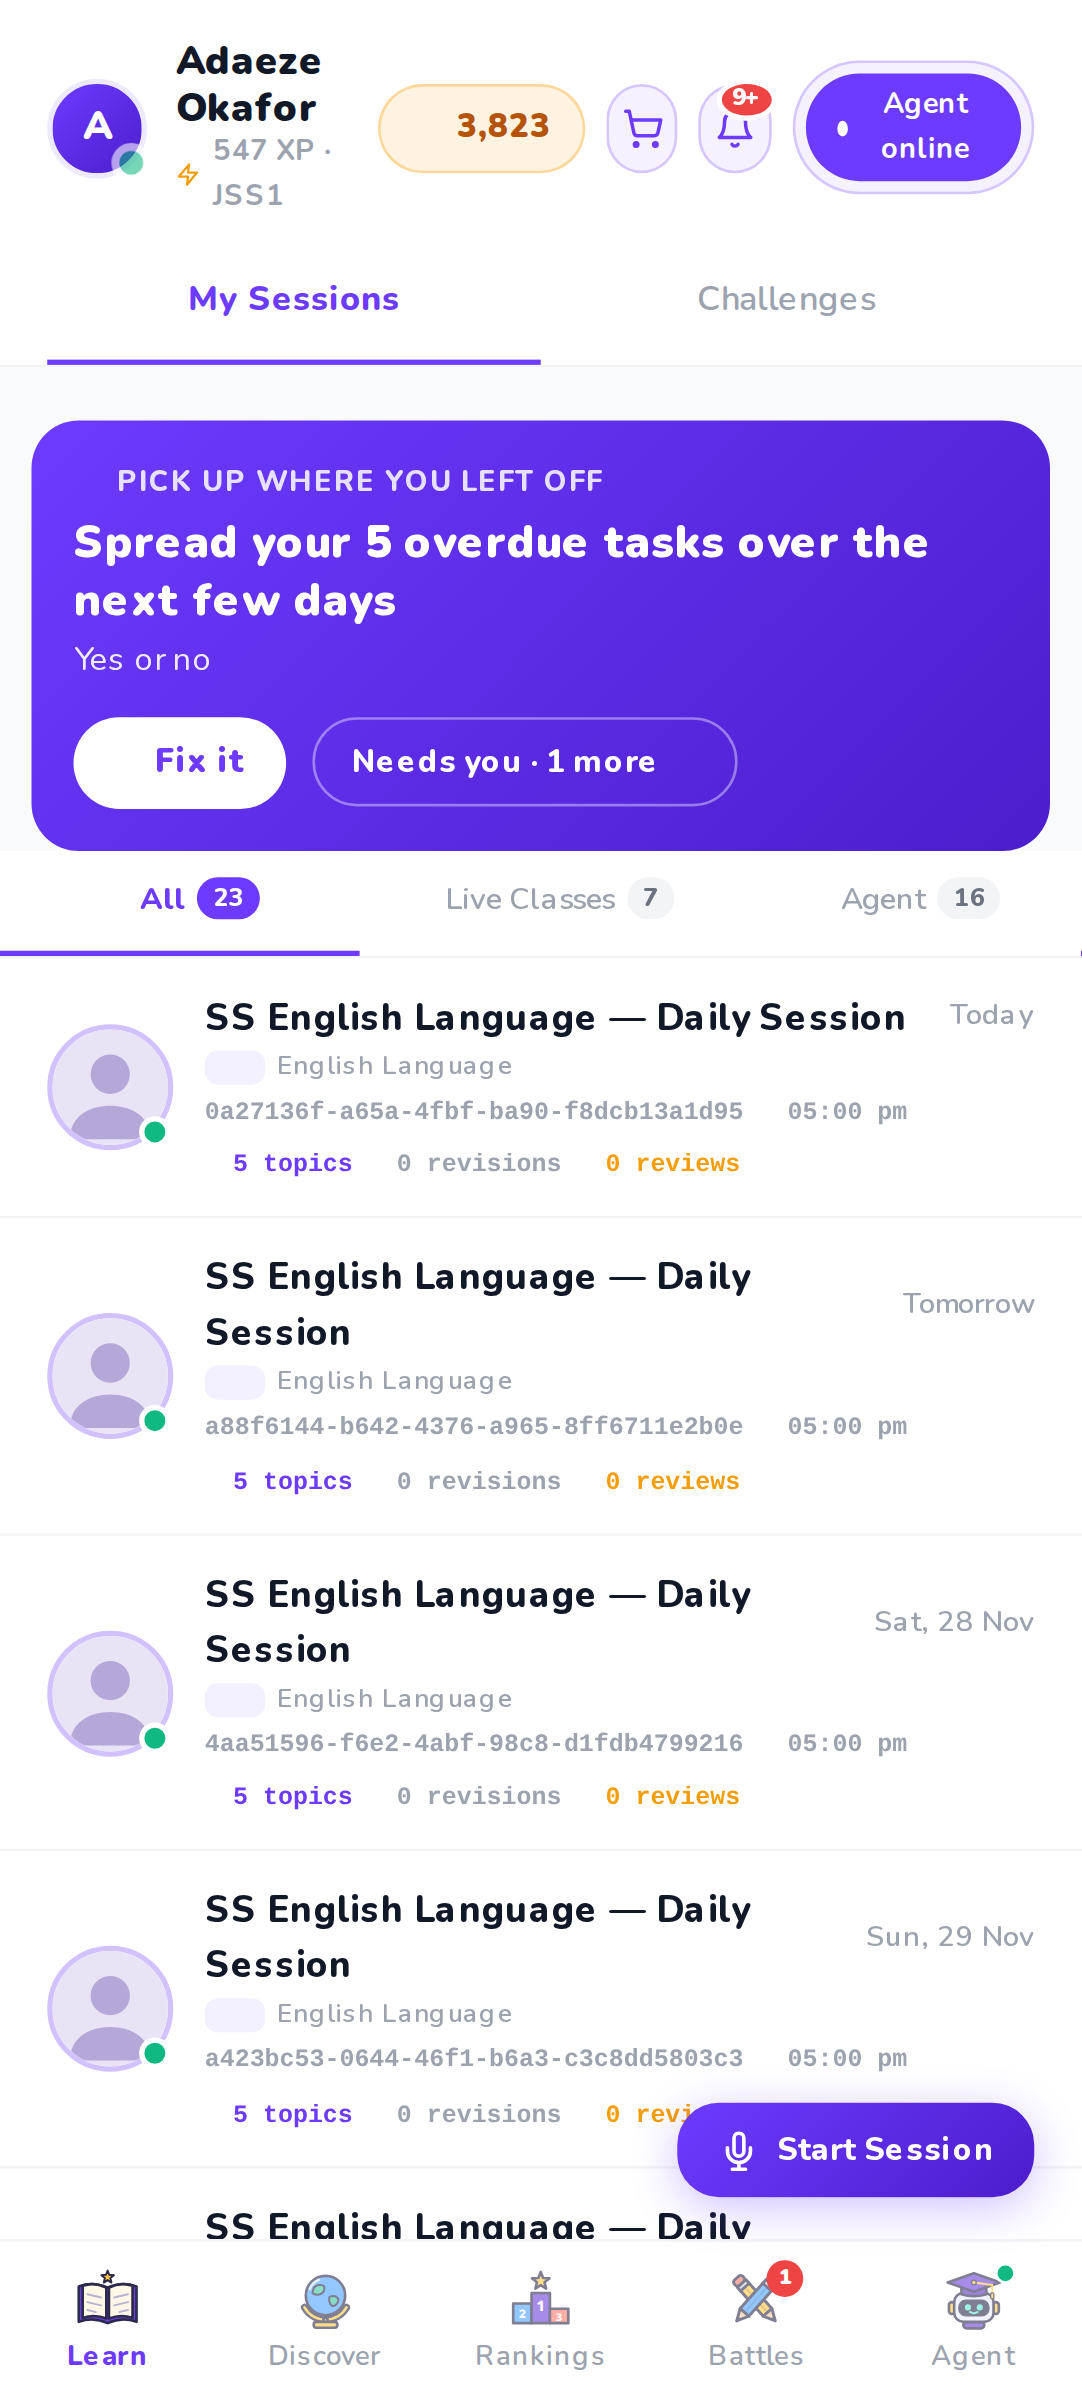 A
Adaeze
Okafor
547 XP ·
JSS1
3,823
9+
Agent
online
My Sessions
Challenges
PICK UP WHERE YOU LEFT OFF
Spread your 5 overdue tasks over the
next few days
Yes or no
Fix it
Needs you · 1 more
All 23
Live Classes 7
Agent 16
SS English Language — Daily Session
Today
English Language
0a27136f-a65a-4fbf-ba90-f8dcb13a1d95 05:00 pm
5 topics 0 revisions 0 reviews
SS English Language — Daily
Session
Tomorrow
English Language
a88f6144-b642-4376-a965-8ff6711e2b0e 05:00 pm
5 topics 0 revisions 0 reviews
SS English Language — Daily
Session
Sat, 28 Nov
English Language
4aa51596-f6e2-4abf-98c8-d1fdb4799216 05:00 pm
5 topics 0 revisions 0 reviews
SS English Language — Daily
Session
Sun, 29 Nov
English Language
a423bc53-0644-46f1-b6a3-c3c8dd5803c3 05:00 pm
5 topics 0 revisions 0 revi
Start Session
SS English Language — Daily
2 1 3
1
Learn
Discover
Rankings
Battles
Agent